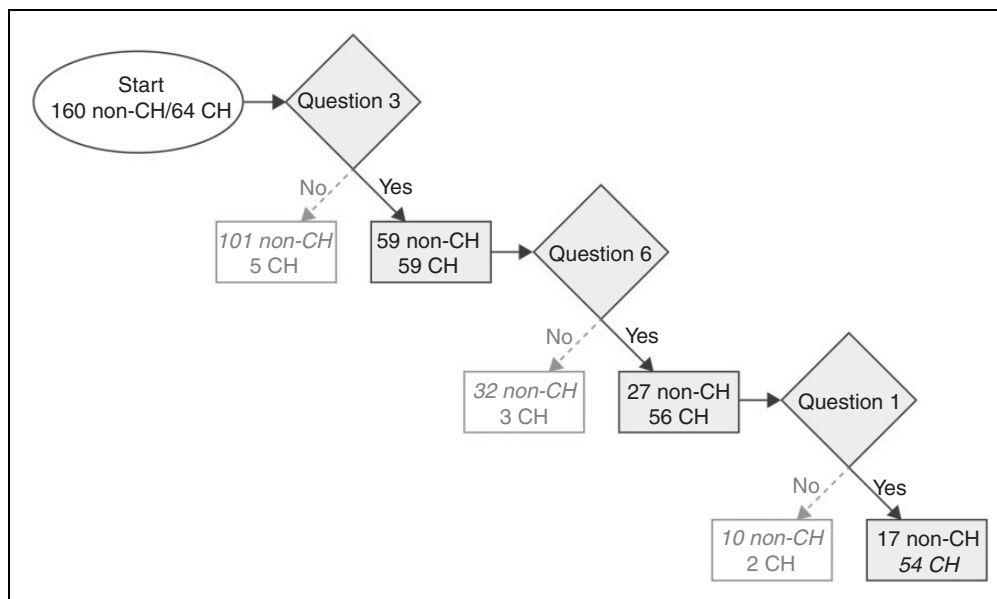 Start
160 non-CH/64 CH
Question 3
No
Yes
101 non-CH
5 CH
59 non-CH
59 CH
Question 6
No
Yes
32 non-CH
3 CH
27 non-CH
56 CH
Question 1
No
Yes
10 non-CH
2 CH
17 non-CH
54 CH